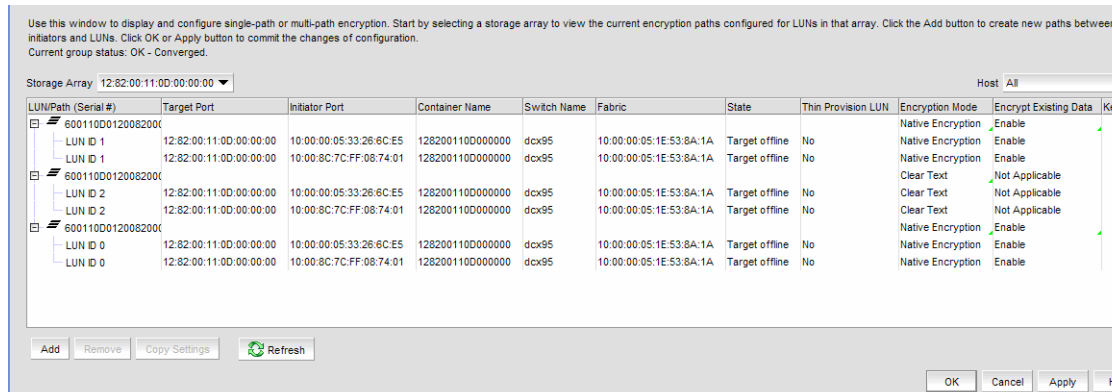 Use this window to display and configure single-path or multi-path encryption. Start by selecting a storage array to view the current encryption paths configured for LUNs in that array. Click the Add button to create new paths between
initiators and LUNs. Click OK or Apply button to commit the changes of configuration.
Current group status: OK - Converged.
Storage Array 12:82:00:11:0D:00:00:00 Host All
LUN/Path (Serial #) Target Port Initiator Port Container Name Switch Name Fabric State Thin Provision LUN Encryption Mode Encrypt Existing Data Ke
600110D0120082000 Native Encryption Enable
LUN ID 1 12:82:00:11:0D:00:00:00 10:00:00:05:33:26:6C:E5 128200110D000000 dcx95 10:00:00:05:1E:53:8A:1A Target offline No Native Encryption Enable
LUN ID 1 12:82:00:11:0D:00:00:00 10:00:8C:7C:FF:08:74:01 128200110D000000 dcx95 10:00:00:05:1E:53:8A:1A Target offline No Native Encryption Enable
600110D0120082000 Clear Text Not Applicable
LUN ID 2 12:82:00:11:0D:00:00:00 10:00:00:05:33:26:6C:E5 128200110D000000 dcx95 10:00:00:05:1E:53:8A:1A Target offline No Clear Text Not Applicable
LUN ID 2 12:82:00:11:0D:00:00:00 10:00:8C:7C:FF:08:74:01 128200110D000000 dcx95 10:00:00:05:1E:53:8A:1A Target offline No Clear Text Not Applicable
600110D0120082000 Native Encryption Enable
LUN ID 0 12:82:00:11:0D:00:00:00 10:00:00:05:33:26:6C:E5 128200110D000000 dcx95 10:00:00:05:1E:53:8A:1A Target offline No Native Encryption Enable
LUN ID 0 12:82:00:11:0D:00:00:00 10:00:8C:7C:FF:08:74:01 128200110D000000 dcx95 10:00:00:05:1E:53:8A:1A Target offline No Native Encryption Enable
Add Remove Copy Settings Refresh
OK Cancel Apply H